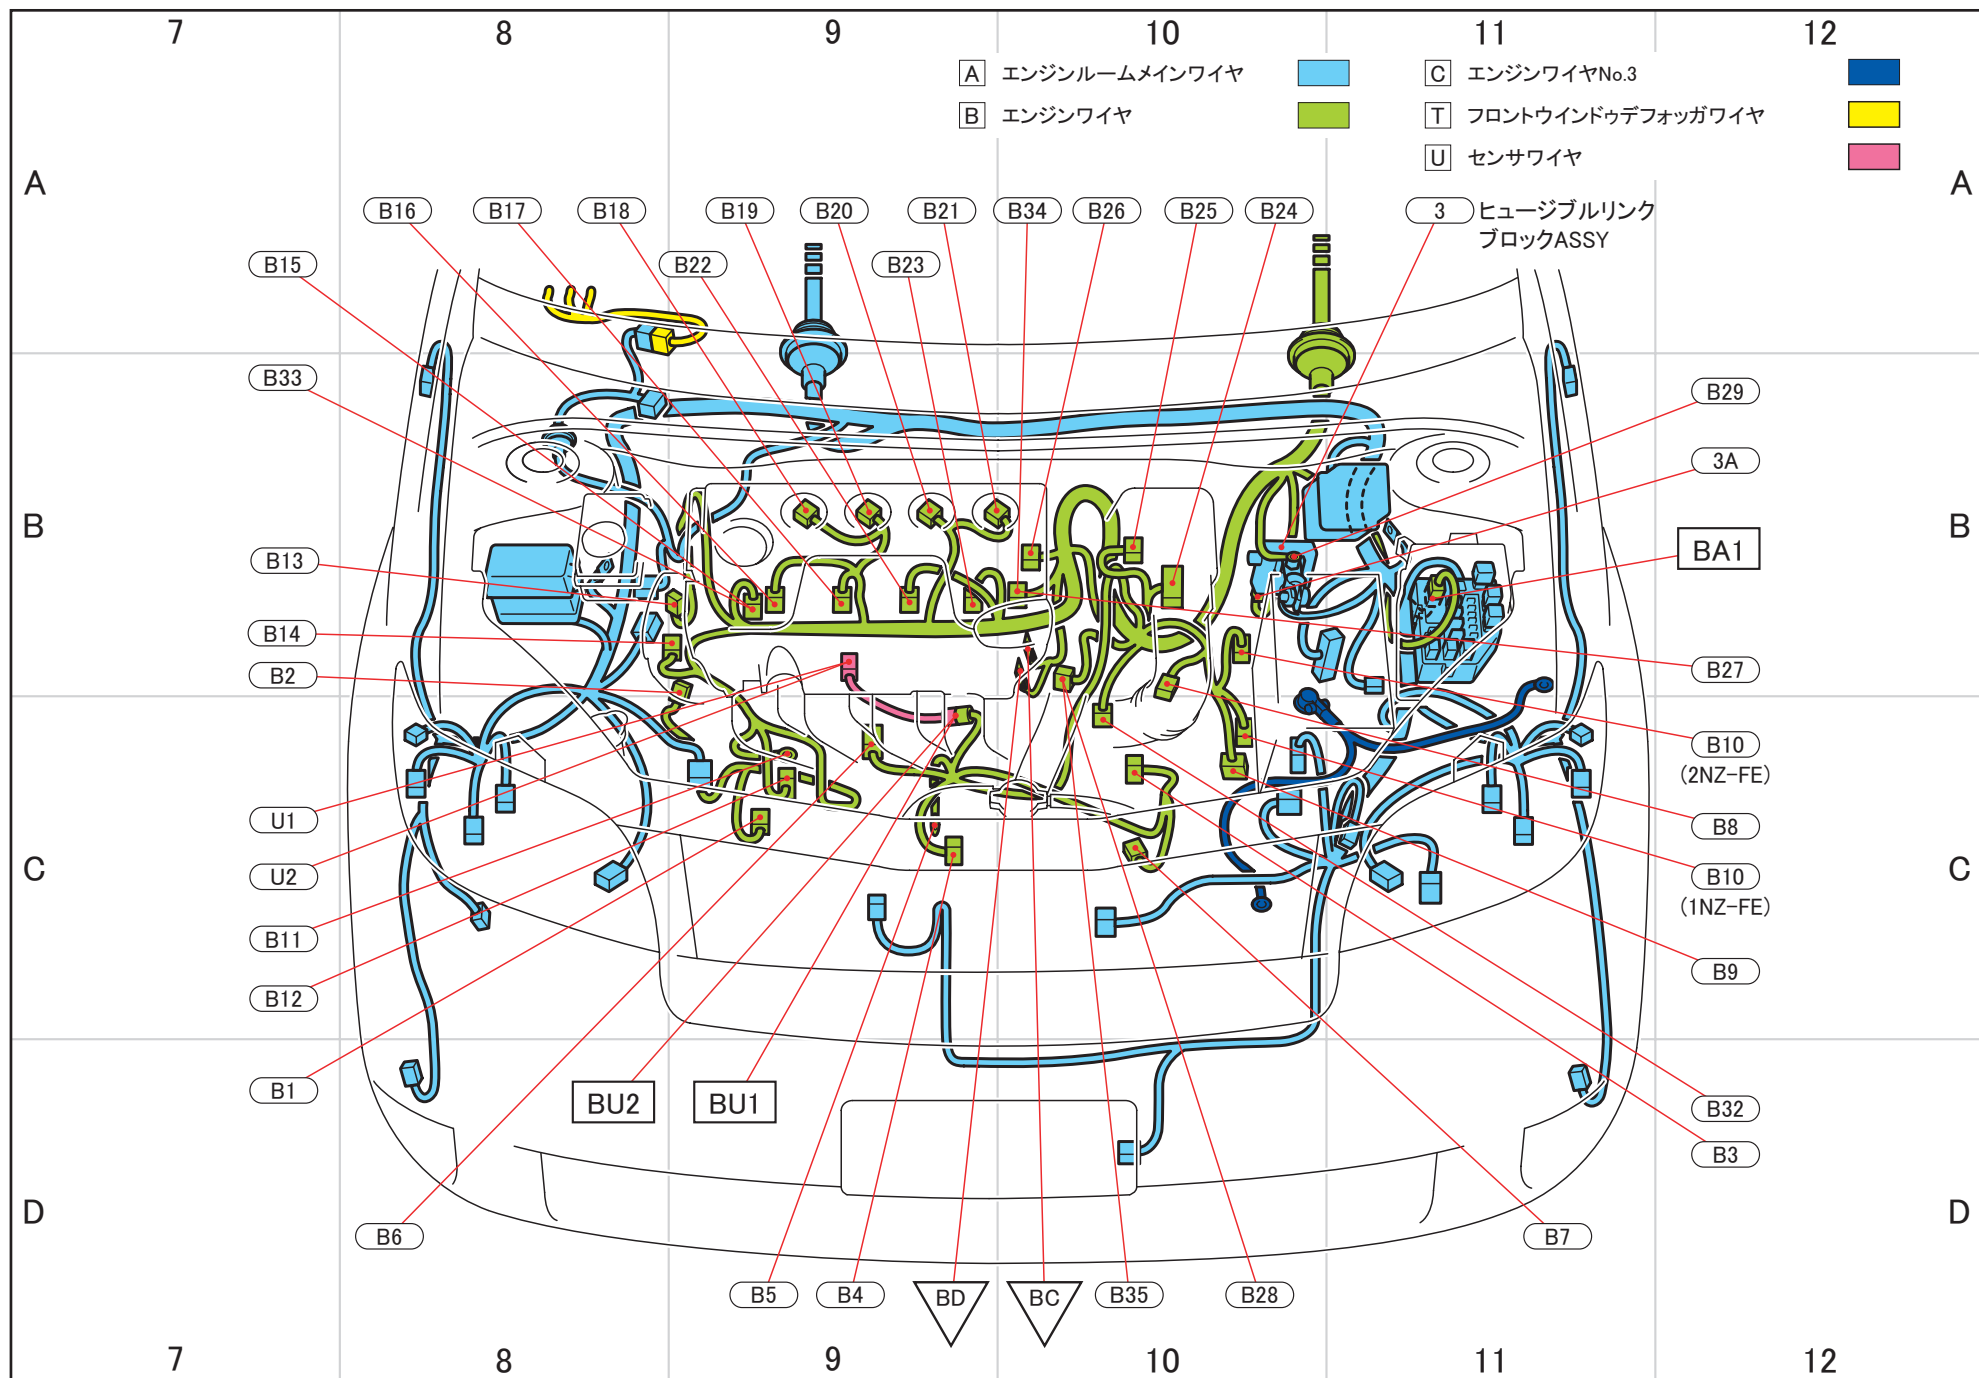 7 8 9 10 11 12
A エンジンルームメインワイヤ
C エンジンワイヤNo.3
B エンジンワイヤ
T フロントウインドゥデフォッガワイヤ
U センサワイヤ
A A
B16 B17 B18 B19 B20 B21 B34 B26 B25 B24 3 ヒュージブルリンク
ブロックASSY
B15 B22 B23
B33
B29
3A
B B
BA1
B13
B14
B2
B27
B10
(2NZ-FE)
U1
B8
C C
U2
B10
(1NZ-FE)
B11
B9
B12
B1
BU2 BU1
B32
B3
D D
B6
B7
B5 B4 BD BC B35 B28
7 8 9 10 11 12